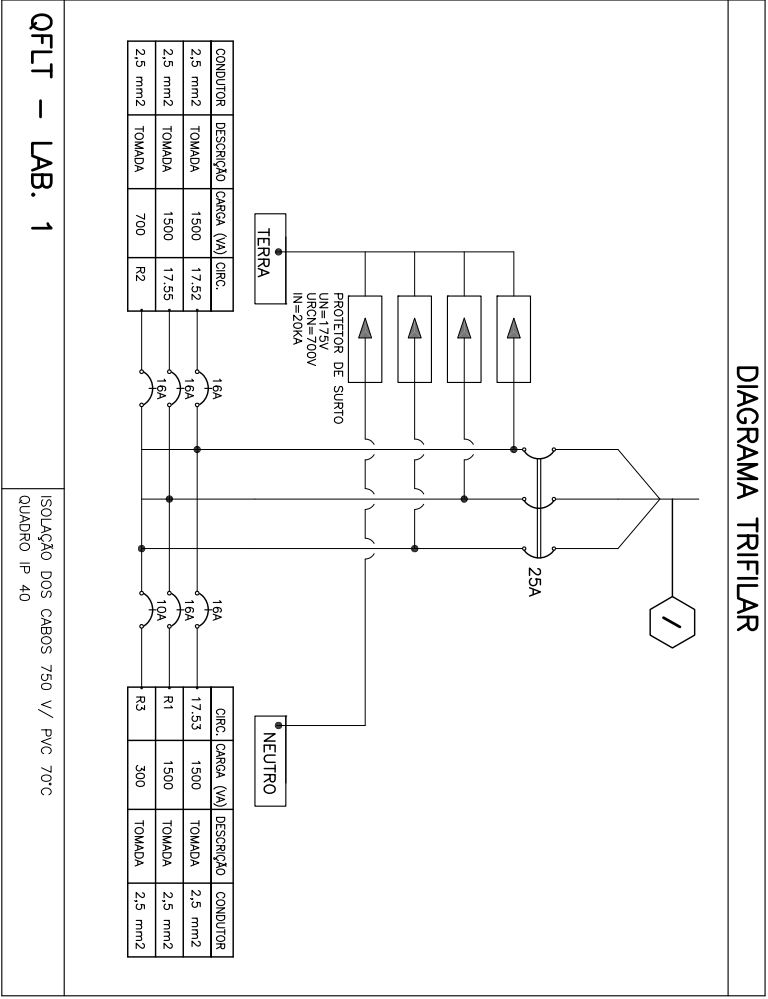 DIAGRAMA TRIFILAR
25A
PROTETOR DE SURTO
UN=175V
URCN=700V
IN=20KA
TERRA
NEUTRO
CONDUTOR DESCRIÇÃO CARGA (VA) CIRC.
2,5 mm2 TOMADA 1500 17.52
2,5 mm2 TOMADA 1500 17.55
2,5 mm2 TOMADA 700 R2
16A
16A
16A
16A
16A
10A
CIRC. CARGA (VA) DESCRIÇÃO CONDUTOR
17.53 1500 TOMADA 2,5 mm2
R1 1500 TOMADA 2,5 mm2
R3 300 TOMADA 2,5 mm2
QFLT - LAB. 1
ISOLAÇÃO DOS CABOS 750 V/ PVC 70°C
QUADRO IP 40